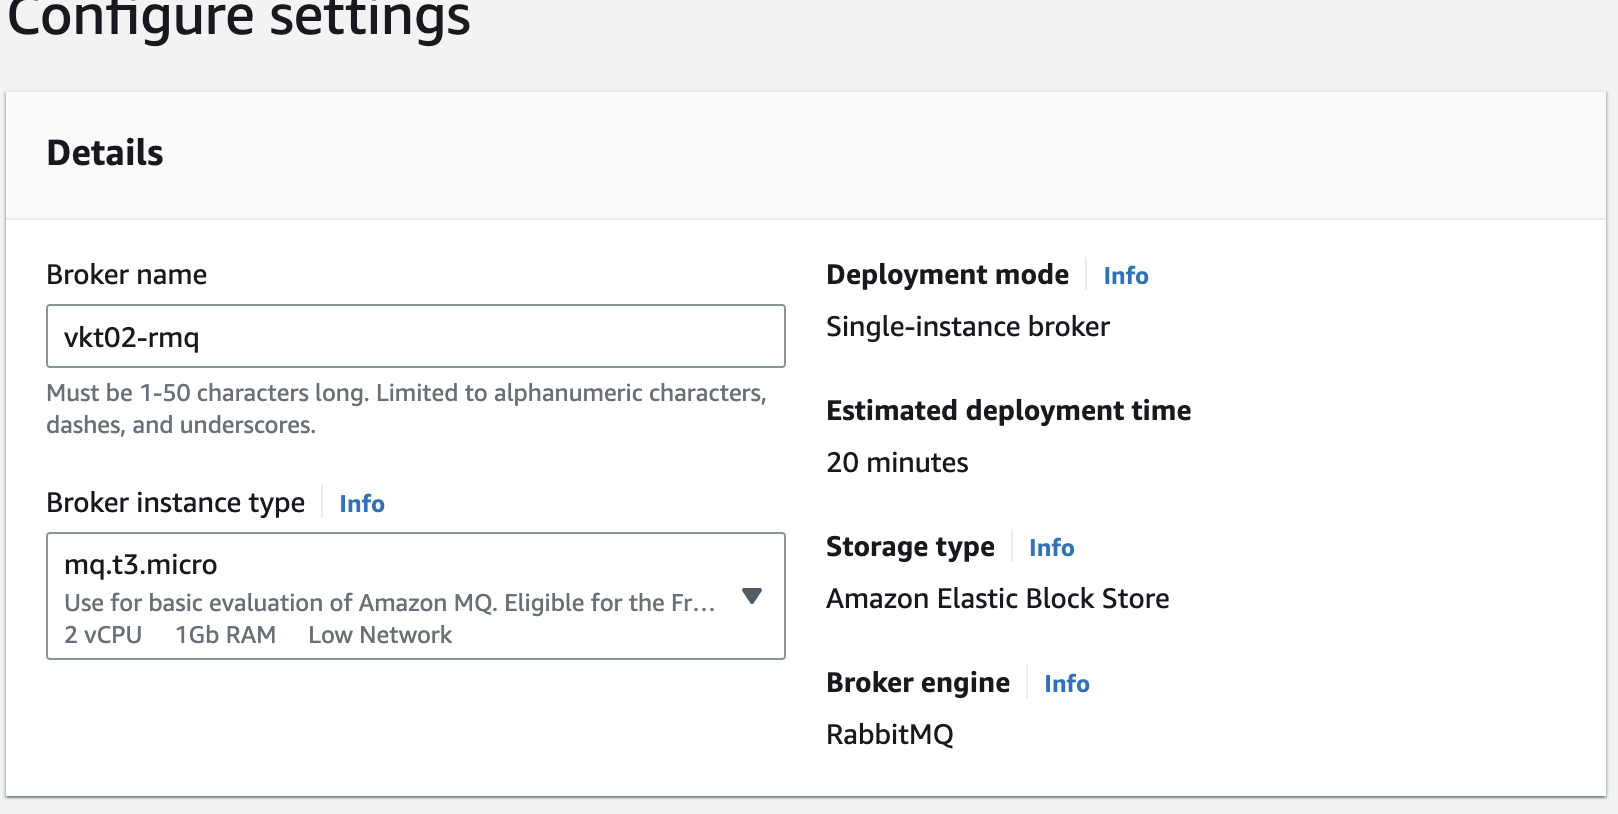 Configure settings
Details
Broker name
vkt02-rmq
Must be 1-50 characters long. Limited to alphanumeric characters,
dashes, and underscores.
Broker instance type Info
mq.t3.micro
Use for basic evaluation of Amazon MQ. Eligible for the Fr...
2 vCPU 1Gb RAM Low Network
Deployment mode Info
Single-instance broker
Estimated deployment time
20 minutes
Storage type Info
Amazon Elastic Block Store
Broker engine Info
RabbitMQ